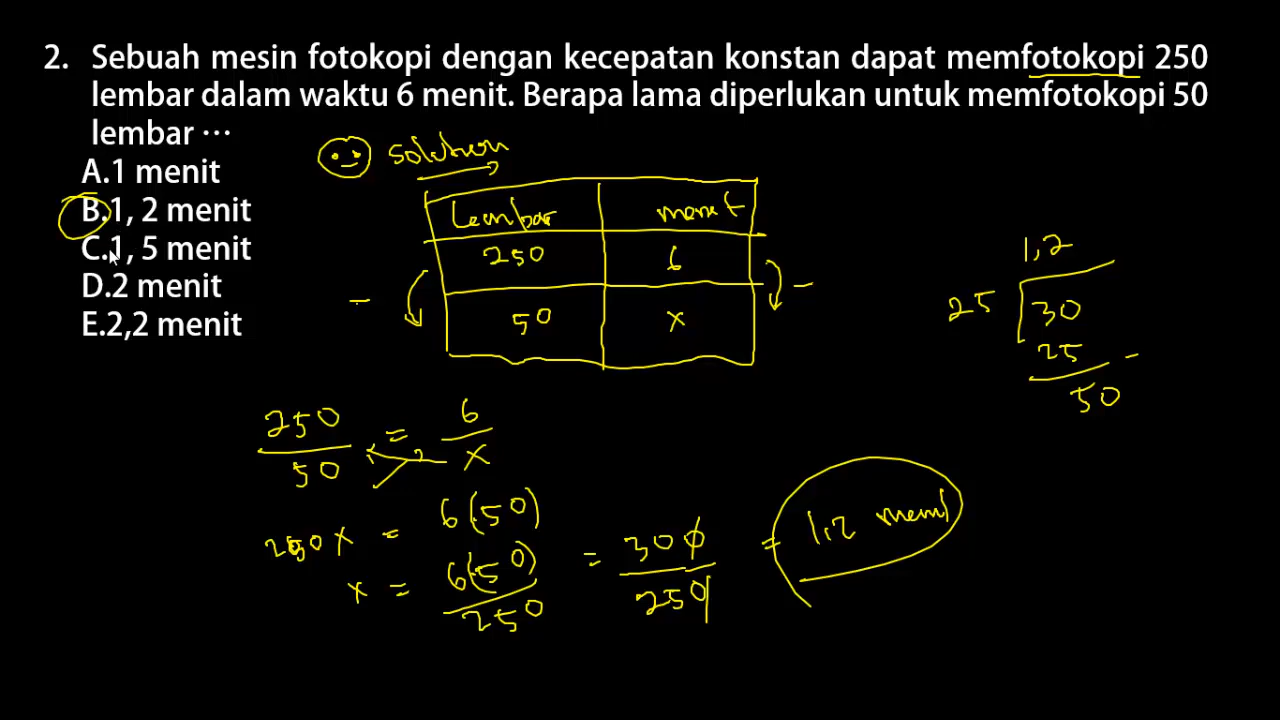 2. Sebuah mesin fotokopi dengan kecepatan konstan dapat memfotokopi 250
lembar dalam waktu 6 menit. Berapa lama diperlukan untuk memfotokopi 50
lembar ⋯
A.1 menit
B.1, 2 menit
C.1, 5 menit
D.2 menit
E.2,2 menit
solution
Lembar menit
250 6
50 x
- -
1,2
25 30
25 -
50
250/50 = 6/x
250x = 6(50)
x = 6(50)/250 = 300/250 = 1,2 menit